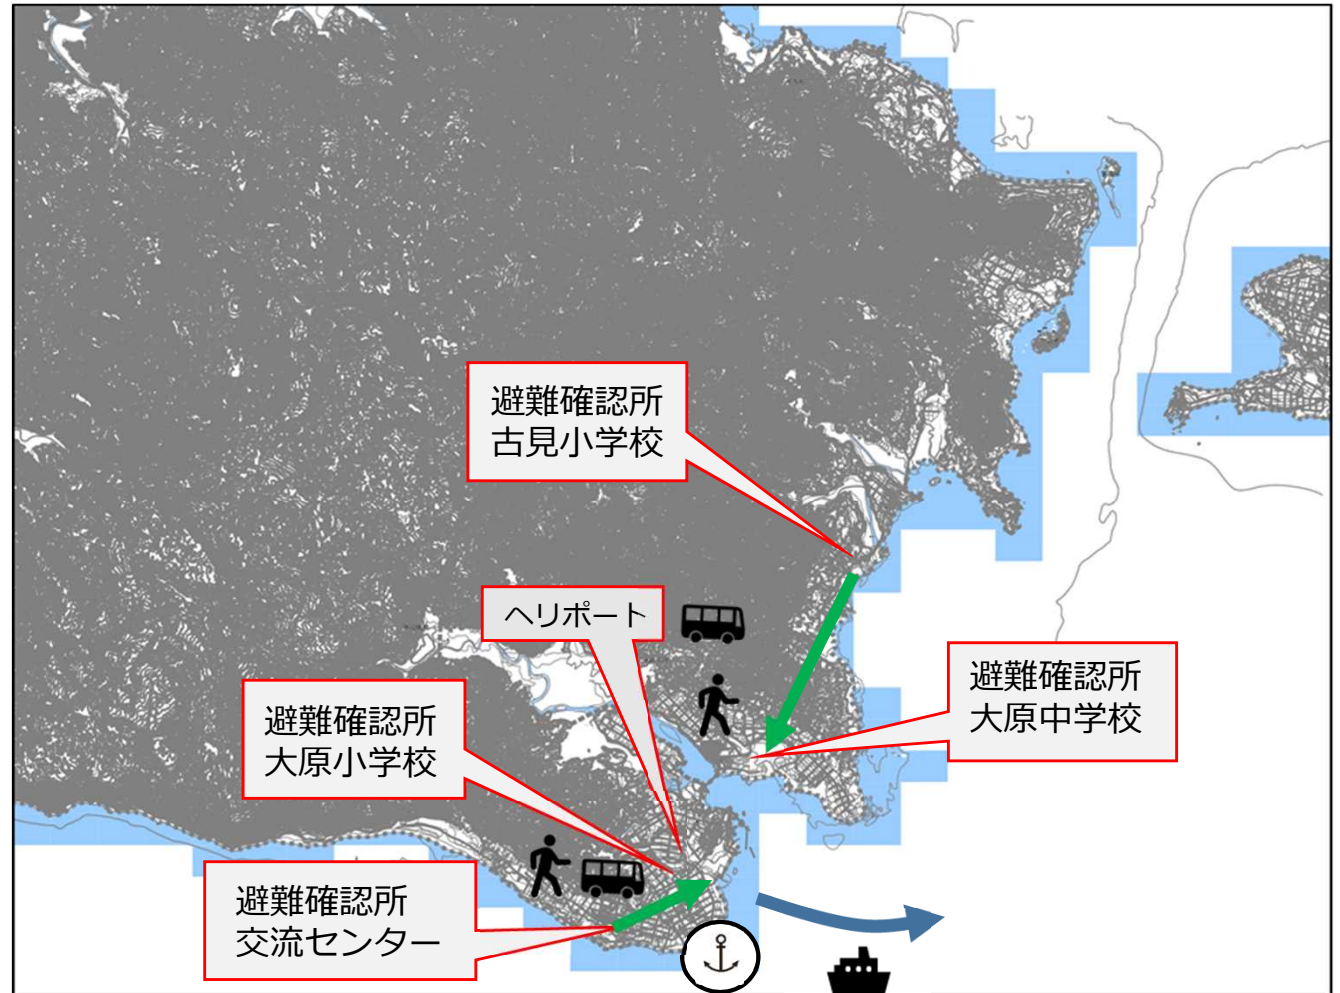 避難確認所
古見小学校
ヘリポート
避難確認所
大原中学校
避難確認所
大原小学校
避難確認所
交流センター